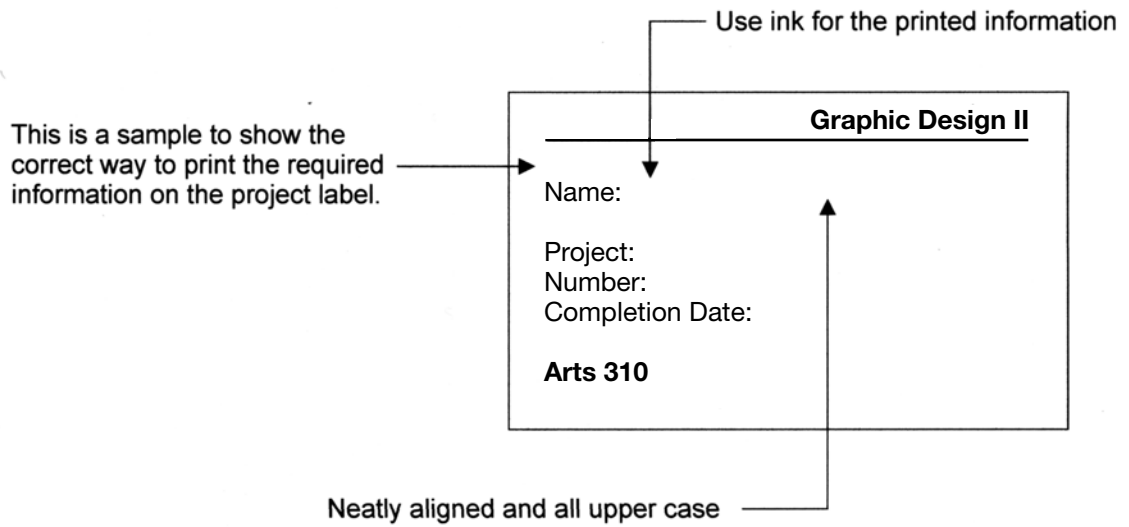 Use ink for the printed information
This is a sample to show the
correct way to print the required
information on the project label.
Graphic Design II
Name:
Project:
Number:
Completion Date:
Arts 310
Neatly aligned and all upper case